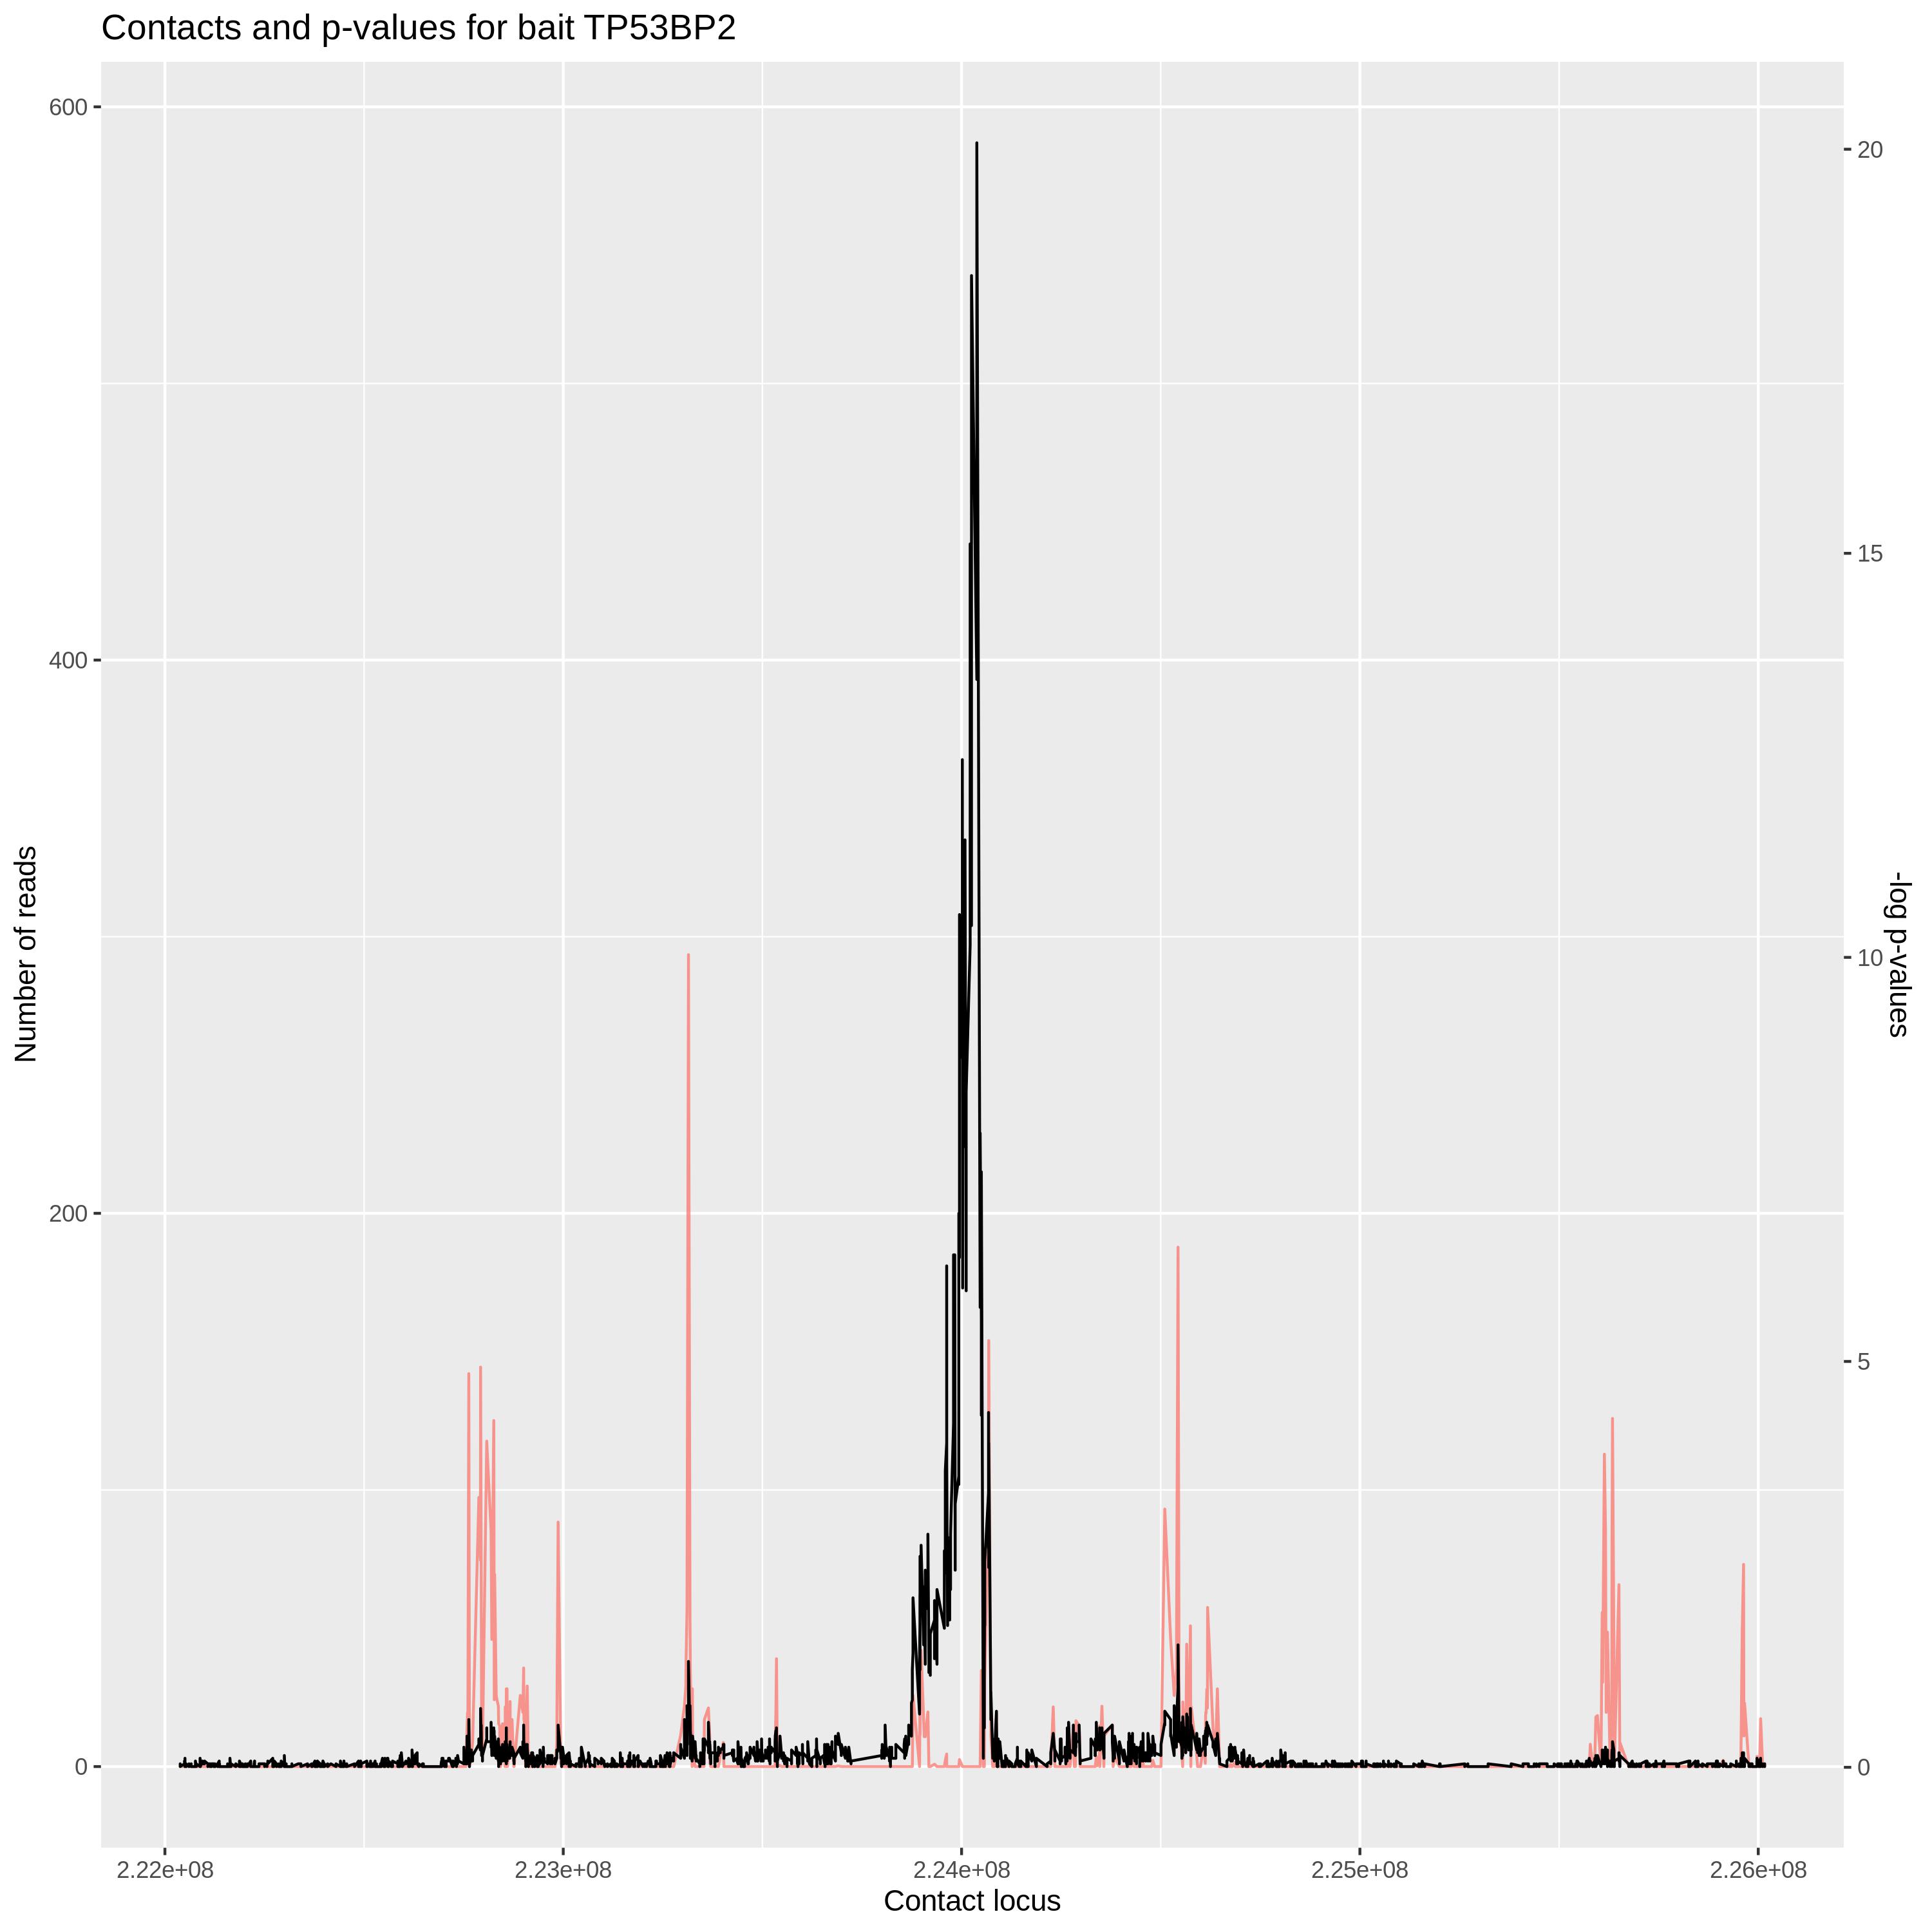 Contacts and p-values for bait TP53BP2
600
400
200
0
Number of reads
20
15
10
5
0
-log p-values
2.22e+08
2.23e+08
2.24e+08
2.25e+08
2.26e+08
Contact locus